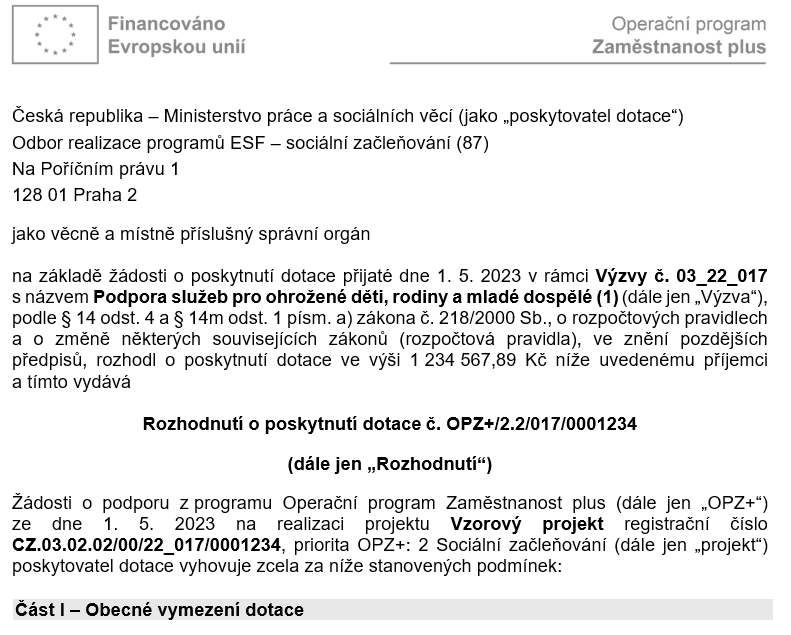 Financováno
Evropskou unií
Operační program
Zaměstnanost plus
Česká republika – Ministerstvo práce a sociálních věcí (jako „poskytovatel dotace“)
Odbor realizace programů ESF – sociální začleňování (87)
Na Poříčním právu 1
128 01 Praha 2
jako věcně a místně příslušný správní orgán
na základě žádosti o poskytnutí dotace přijaté dne 1. 5. 2023 v rámci Výzvy č. 03_22_017
s názvem Podpora služeb pro ohrožené děti, rodiny a mladé dospělé (1) (dále jen „Výzva“),
podle § 14 odst. 4 a § 14m odst. 1 písm. a) zákona č. 218/2000 Sb., o rozpočtových pravidlech
a o změně některých souvisejících zákonů (rozpočtová pravidla), ve znění pozdějších
předpisů, rozhodl o poskytnutí dotace ve výši 1 234 567,89 Kč níže uvedenému příjemci
a tímto vydává
Rozhodnutí o poskytnutí dotace č. OPZ+/2.2/017/0001234
(dále jen „Rozhodnutí“)
Žádosti o podporu z programu Operační program Zaměstnanost plus (dále jen „OPZ+“)
ze dne 1. 5. 2023 na realizaci projektu Vzorový projekt registrační číslo
CZ.03.02.02/00/22_017/0001234, priorita OPZ+: 2 Sociální začleňování (dále jen „projekt“)
poskytovatel dotace vyhovuje zcela za níže stanovených podmínek:
Část I – Obecné vymezení dotace